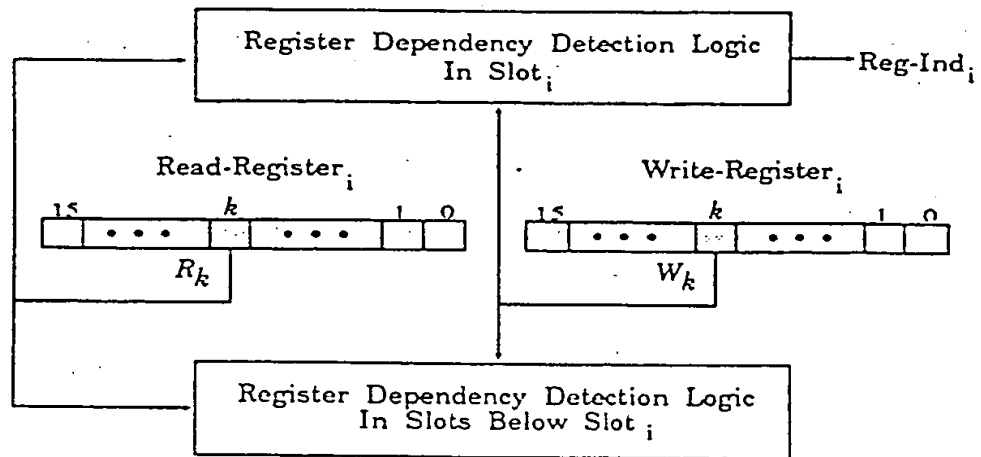 Register Dependency Detection Logic
In Slot i
Reg-Ind i
Read-Register i
Write-Register i
15 k 1 0
15 k 1 0
R k
W k
Register Dependency Detection Logic
In Slots Below Slot i